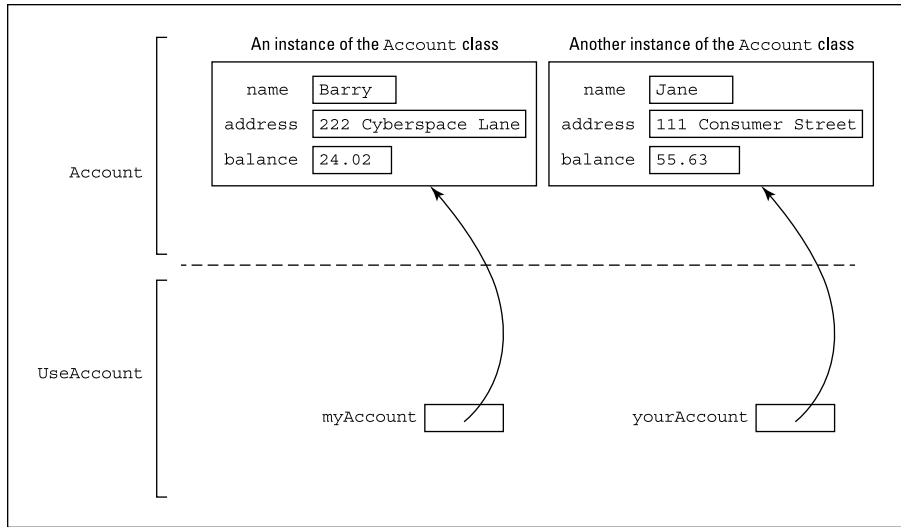 An instance of the Account class
Another instance of the Account class
name Barry
address 222 Cyberspace Lane
balance 24.02
name Jane
address 111 Consumer Street
balance 55.63
Account
UseAccount
myAccount
yourAccount